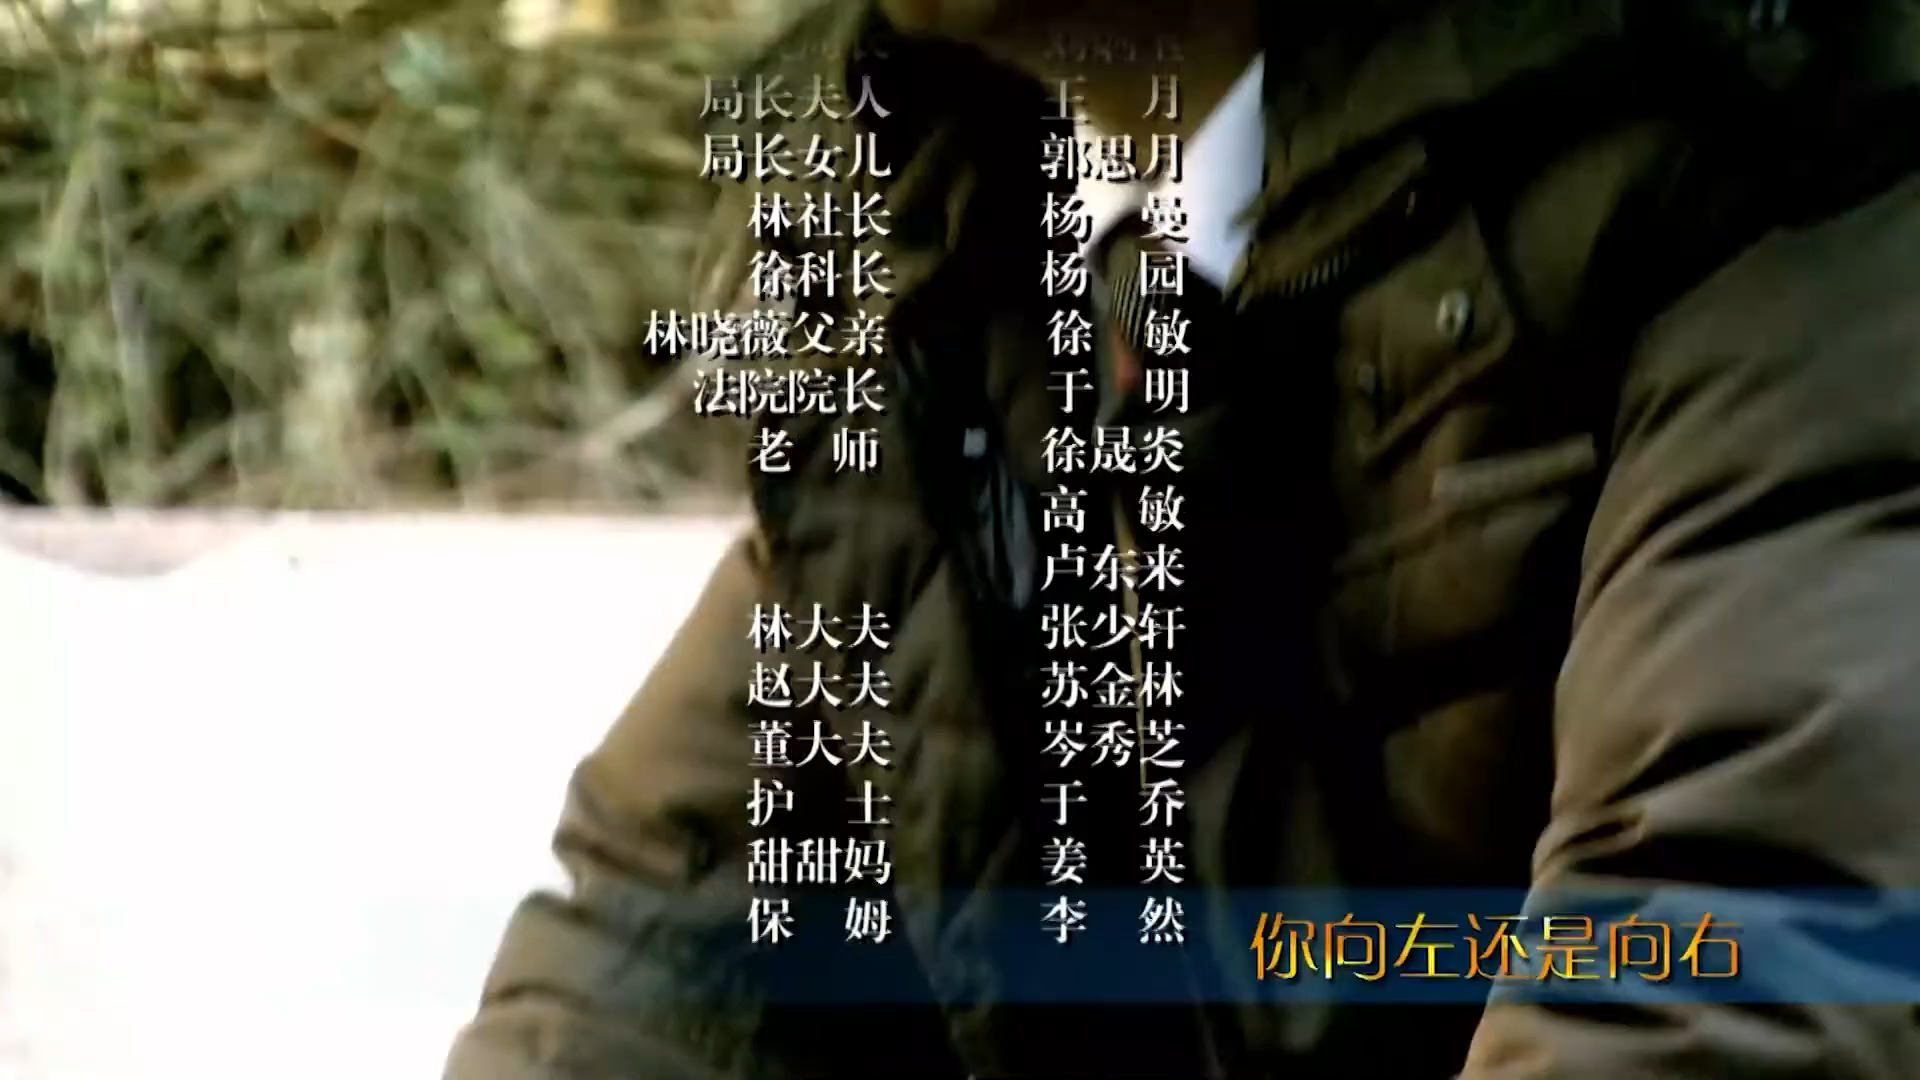 局长夫人 王 月
局长女儿 郭思月
林社长 杨 曼
徐科长 杨 园
林晓薇父亲 徐 敏
法院院长 于 明
老 师 徐晟炎
高 敏
卢东来
林大夫 张少轩
赵大夫 苏金林
董大夫 岑秀芝
护 士 于 乔
甜甜妈 姜 英
保 姆 李 然
你向左还是向右